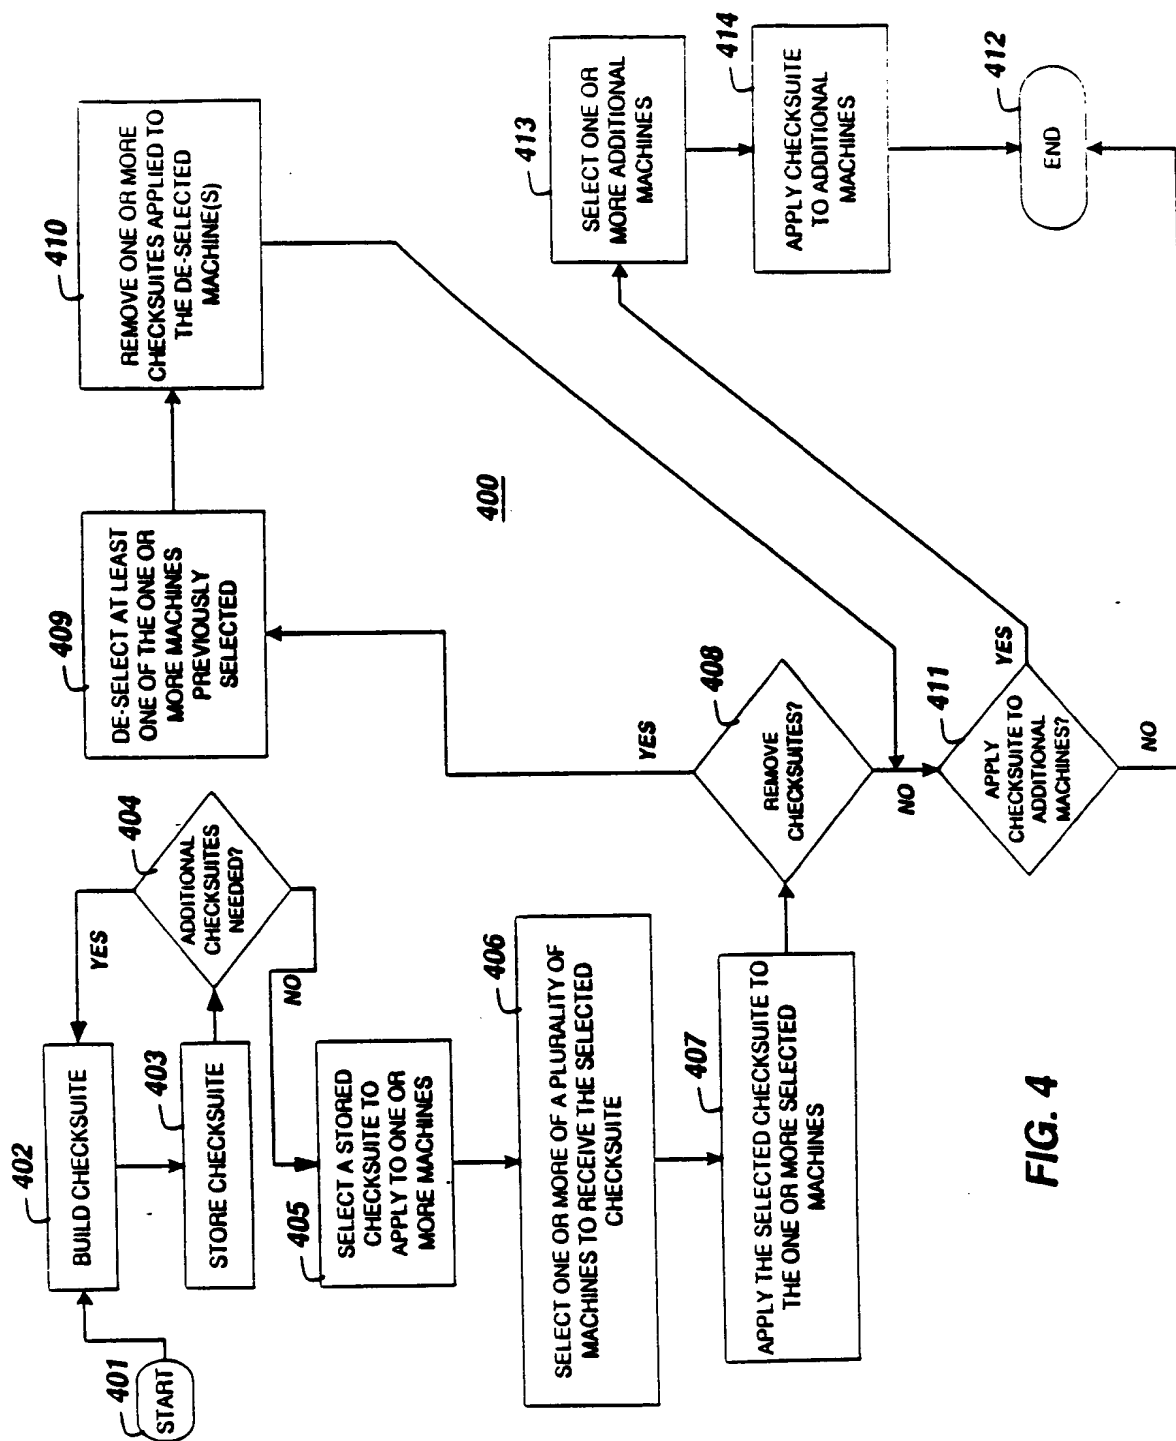 401
START
402
BUILD CHECKSUITE
403
STORE CHECKSUITE
404
ADDITIONAL
CHECKSUITES
NEEDED?
YES
NO
405
SELECT A STORED
CHECKSUITE TO
APPLY TO ONE OR
MORE MACHINES
406
SELECT ONE OR MORE OF A PLURALITY OF
MACHINES TO RECEIVE THE SELECTED
CHECKSUITE
407
APPLY THE SELECTED CHECKSUITE TO
THE ONE OR MORE SELECTED
MACHINES
408
REMOVE
CHECKSUITES?
YES
NO
409
DE-SELECT AT LEAST
ONE OF THE ONE OR
MORE MACHINES
PREVIOUSLY
SELECTED
410
REMOVE ONE OR MORE
CHECKSUITES APPLIED TO
THE DE-SELECTED
MACHINE(S)
400
411
APPLY
CHECKSUITE TO
ADDITIONAL
MACHINES?
YES
NO
413
SELECT ONE OR
MORE ADDITIONAL
MACHINES
414
APPLY CHECKSUITE
TO ADDITIONAL
MACHINES
412
END
FIG. 4